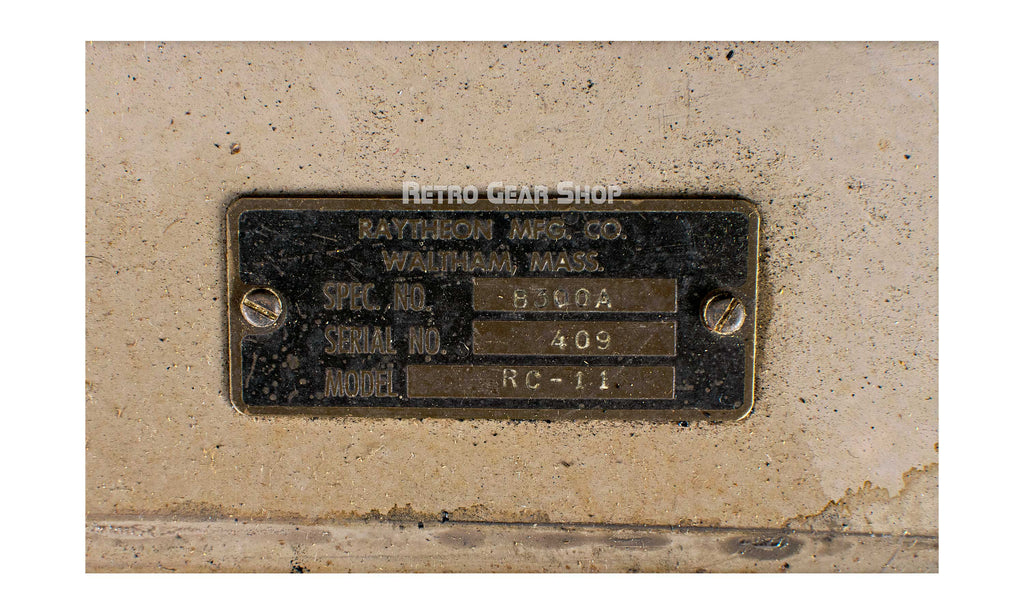 RETRO GEAR SHOP
RAYTHEON MFG. CO.
WALTHAM, MASS.
SPEC. NO. 8300A
SERIAL NO. 409
MODEL RC-11